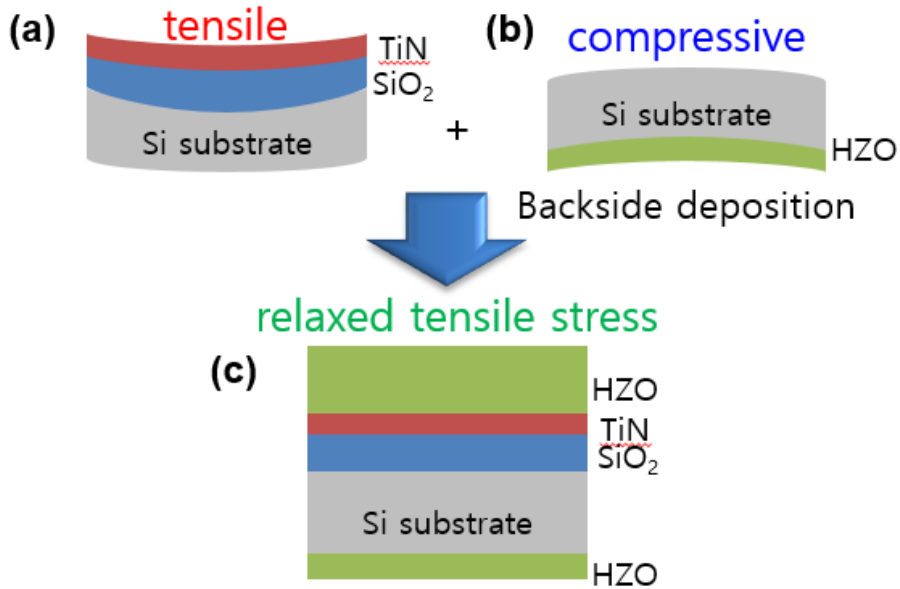 (a) tensile
TiN
SiO₂
Si substrate
+
(b) compressive
Si substrate
HZO
Backside deposition
relaxed tensile stress
(c)
HZO
TiN
SiO₂
Si substrate
HZO